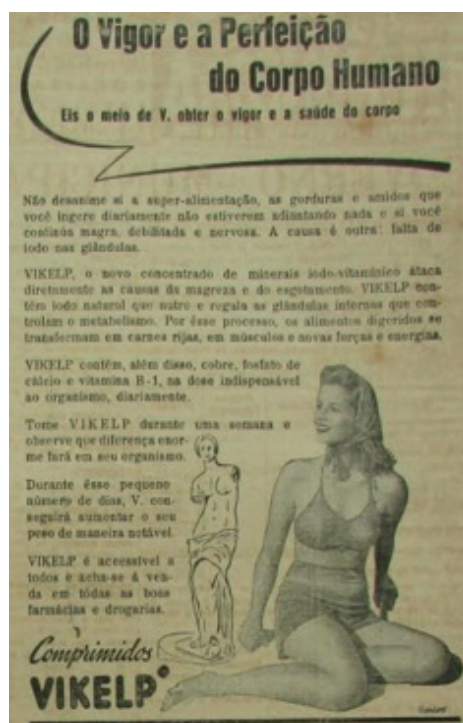 O Vigor e a Perfeição
do Corpo Humano
Eis o meio de V. obter o vigor e a saúde do corpo
Não desanime si a super-alimentação, as gorduras e amidos que
você ingere diariamente não estiverem adiantando nada e si você
continúa magra, debilitada e nervosa. A causa é outra: falta de
iodo nas glândulas.
VIKELP, o novo concentrado de minerais iodo-vitamínico ataca
diretamente as causas da magreza e do esgotamento. VIKELP con-
têm iodo natural que nutre e regula as glândulas internas que con-
trolam o metabolismo. Por êsse processo, os alimentos digeridos se
transformam em carnes rijas, em músculos e novas forças e energias.
VIKELP contêm, além disso, cobre, fosfato de
cálcio e vitamina B-1, na dose indispensável
ao organismo, diariamente.
Tome VIKELP durante uma semana e
observe que diferença enor-
me fará em seu organismo.
Durante êsse pequeno
número de dias, V. con-
seguirá aumentar o seu
peso de maneira notável.
VIKELP é accessível a
todos e acha-se á ven-
da em tôdas as boas
farmácias e drogarias.
Comprimidos
VIKELP